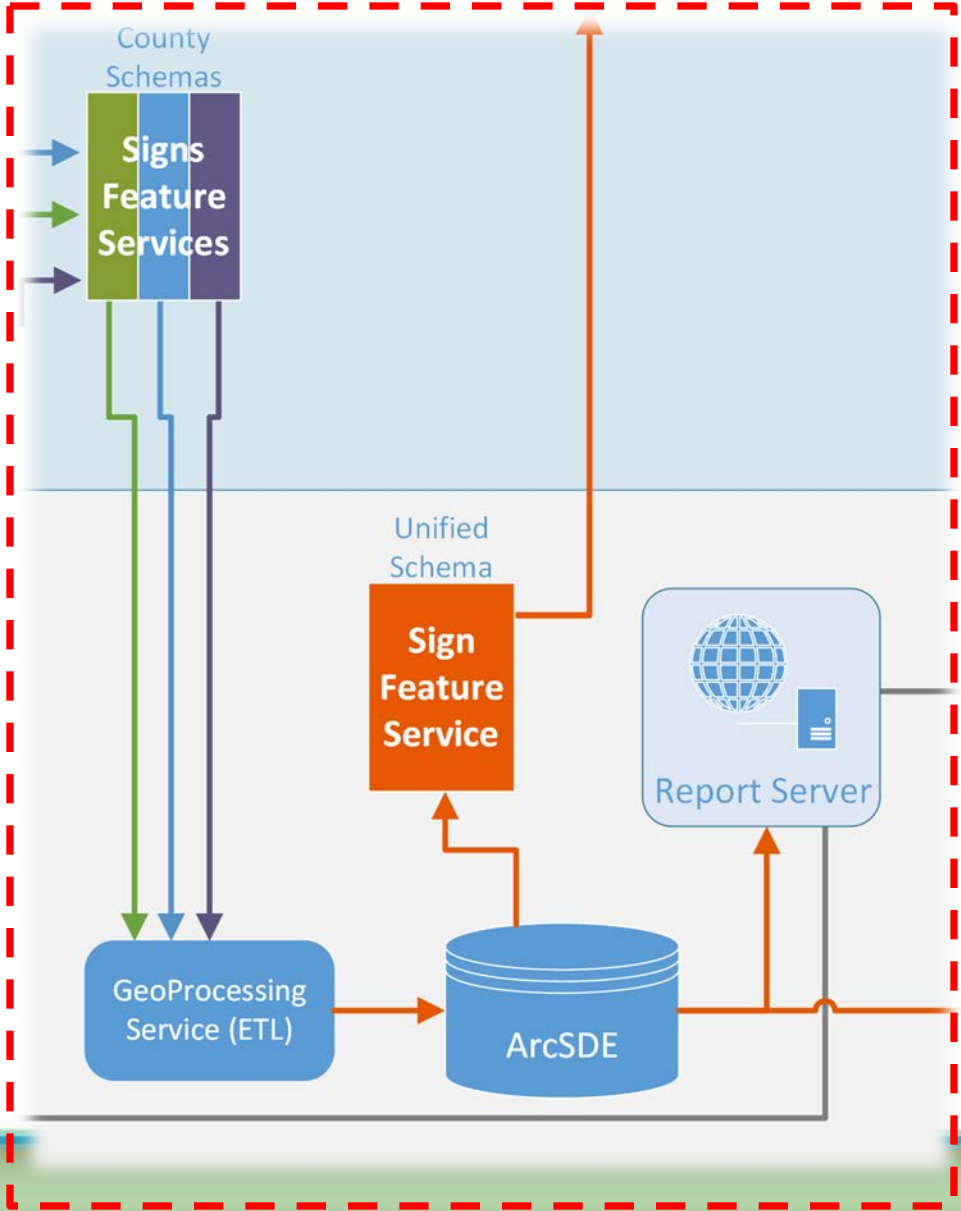 County
Schemas
Signs
Feature
Services
Unified
Schema
Sign
Feature
Service
Report Server
GeoProcessing
Service (ETL)
ArcSDE